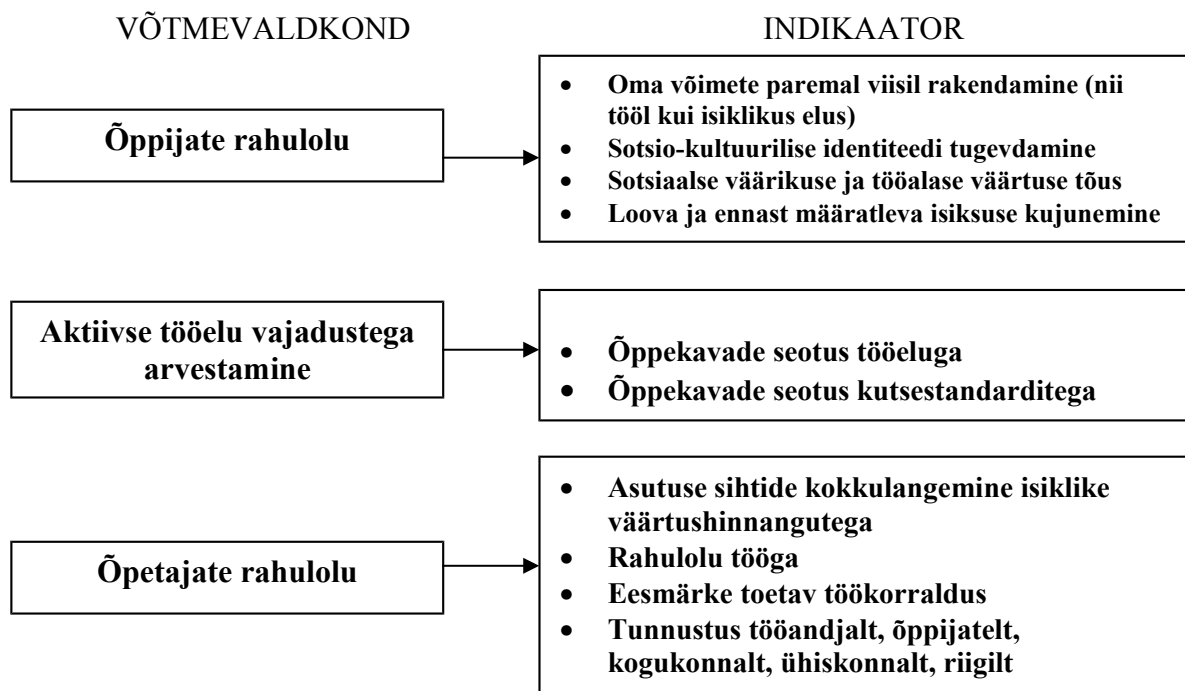 VÕTMEVALDKOND
INDIKAATOR
Õppijate rahulolu
• Oma võimete paremal viisil rakendamine (nii
tööl kui isiklikus elus)
• Sotsio-kultuurilise identiteedi tugevdamine
• Sotsiaalse väärikuse ja tööalase väärtuse tõus
• Loova ja ennast määratleva isiksuse kujunemine
Aktiivse tööelu vajadustega
arvestamine
• Õppekavade seotus tööeluga
• Õppekavade seotus kutsestandarditega
Õpetajate rahulolu
• Asutuse sihtide kokkulangemine isiklike
väärtushinnangutega
• Rahulolu tööga
• Eesmärke toetav töökorraldus
• Tunnustus tööandjalt, õppijatelt,
kogukonnalt, ühiskonnalt, riigilt